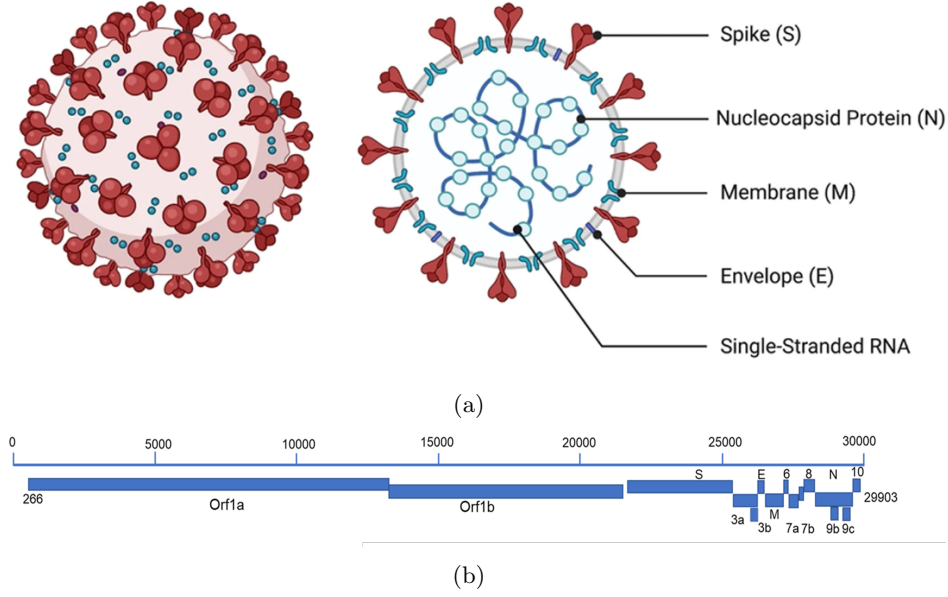 Spike (S)
Nucleocapsid Protein (N)
Membrane (M)
Envelope (E)
Single-Stranded RNA
(a)
0 5000 10000 15000 20000 25000 30000
S E 6 8 N 10
266 Orf1a Orf1b 29903
3a 3b M 7a 7b 9b 9c
(b)